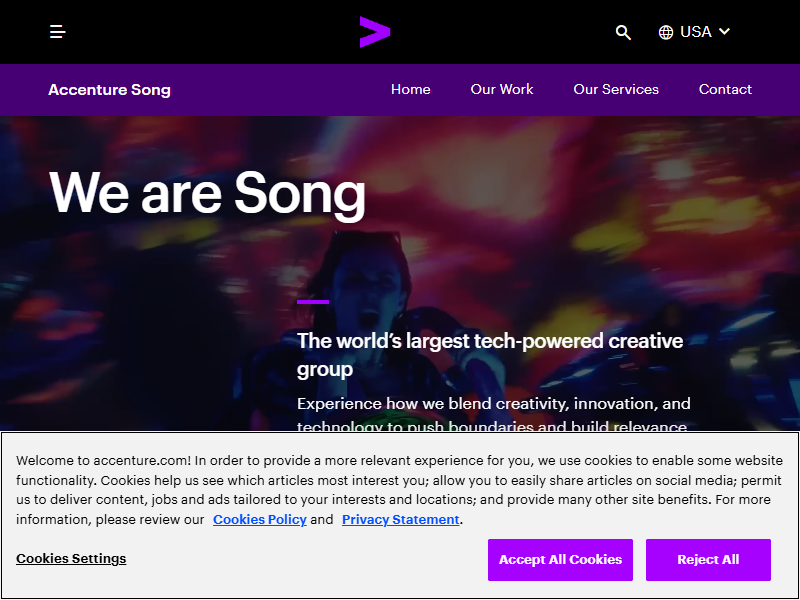 USA
Accenture Song
Home
Our Work
Our Services
Contact
We are Song
The world’s largest tech-powered creative
group
Experience how we blend creativity, innovation, and
technology to push boundaries and build relevance
Welcome to accenture.com! In order to provide a more relevant experience for you, we use cookies to enable some website
functionality. Cookies help us see which articles most interest you; allow you to easily share articles on social media; permit
us to deliver content, jobs and ads tailored to your interests and locations; and provide many other site benefits. For more
information, please review our Cookies Policy and Privacy Statement.
Cookies Settings
Accept All Cookies
Reject All